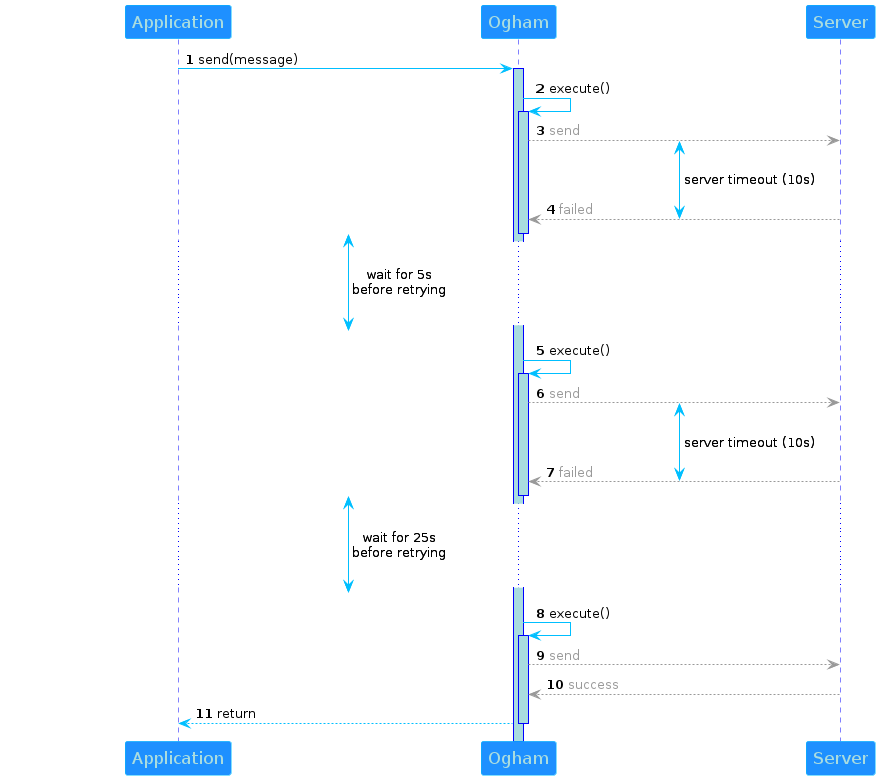 Application Ogham Server
1 send(message)
2 execute()
3 send
server timeout (10s)
4 failed
wait for 5s
before retrying
5 execute()
6 send
server timeout (10s)
7 failed
wait for 25s
before retrying
8 execute()
9 send
10 success
11 return
Application Ogham Server